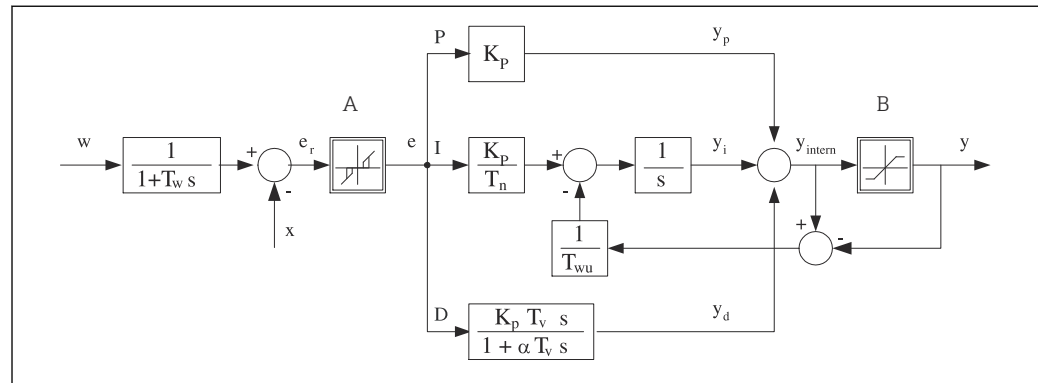 P
K_P
y_p
A
B
w
1
1+T_w s
+
-
x
e_r
e
I
K_P
T_n
+
-
1
s
y_i
y_intern
y
+
-
1
T_wu
D
K_p T_v s
1 + α T_v s
y_d